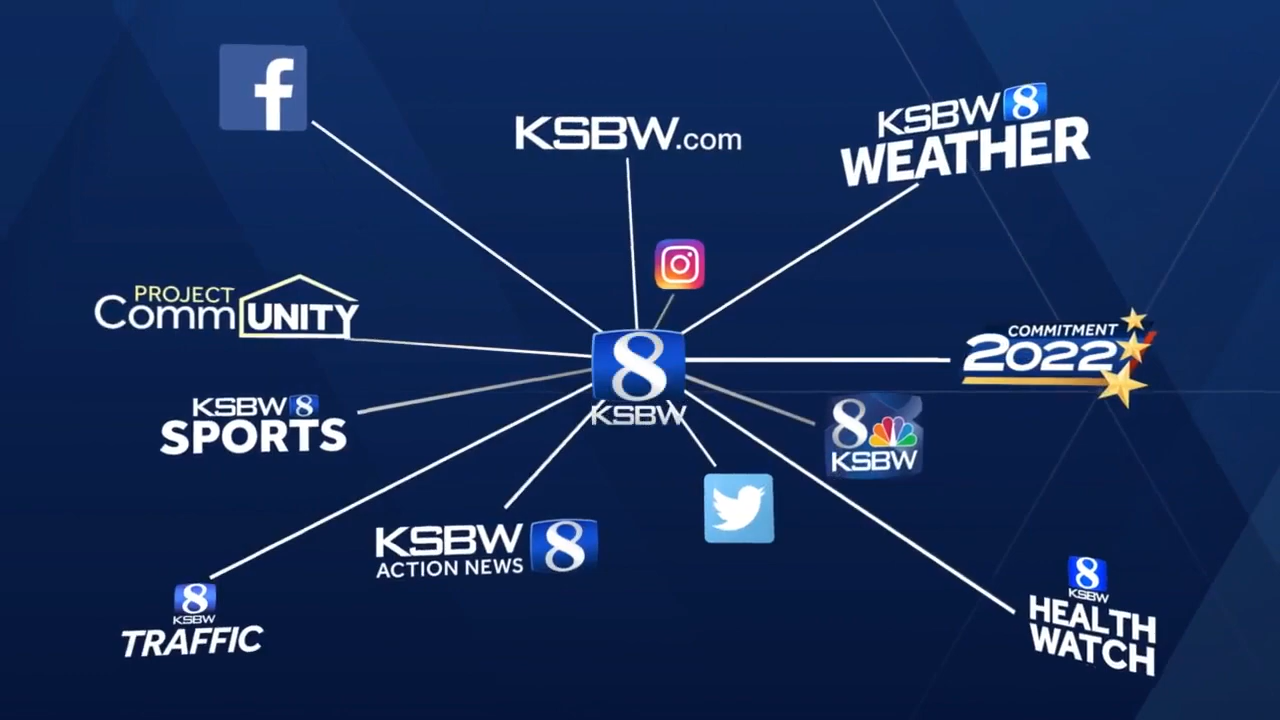 f
KSBW.com
KSBW 8
WEATHER
PROJECT
CommUNITY
8
KSBW
COMMITMENT
2022
KSBW 8
SPORTS
8
KSBW
KSBW 8
ACTION NEWS
8
KSBW
TRAFFIC
8
KSBW
HEALTH
WATCH